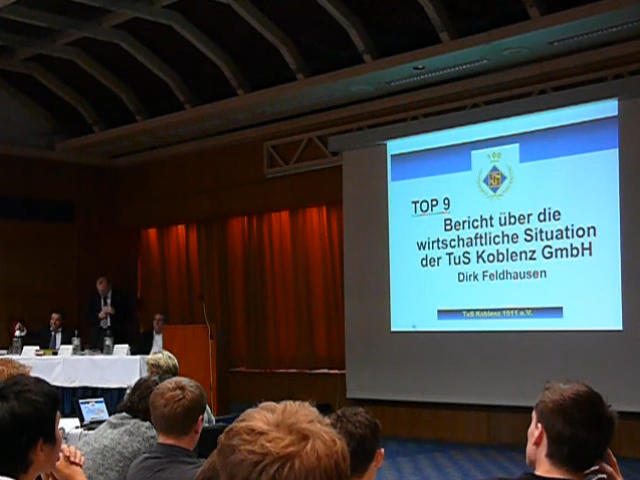 TOP 9
Bericht über die
wirtschaftliche Situation
der TuS Koblenz GmbH
Dirk Feldhausen
TuS Koblenz 1911 e.V.